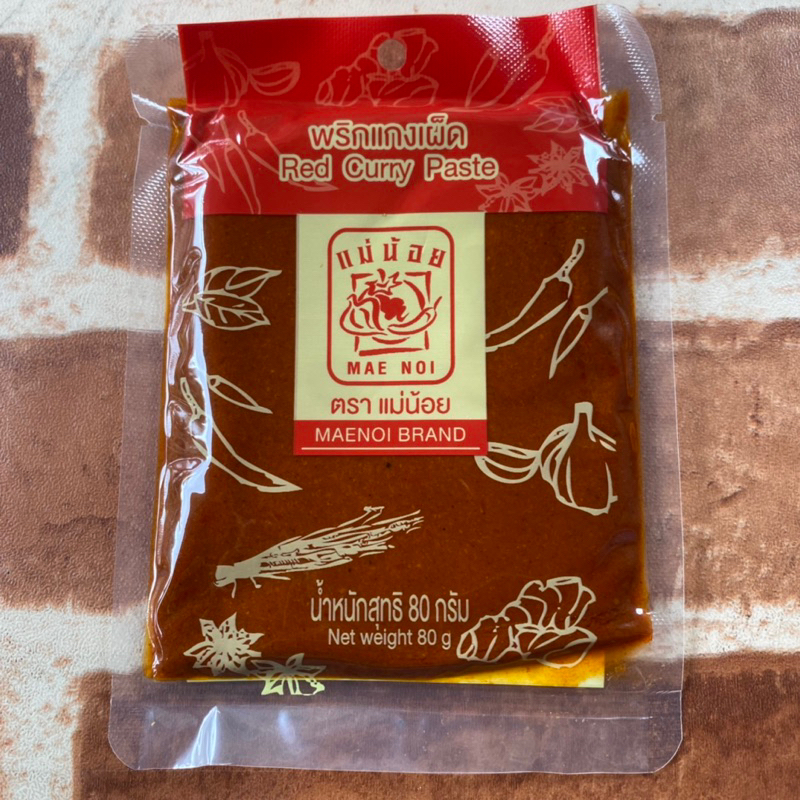 พริกแกงเผ็ด
Red Curry Paste
แม่น้อย
MAE NOI
ตรา แม่น้อย
MAENOI BRAND
น้ำหนักสุทธิ 80 กรัม
Net weight 80 g